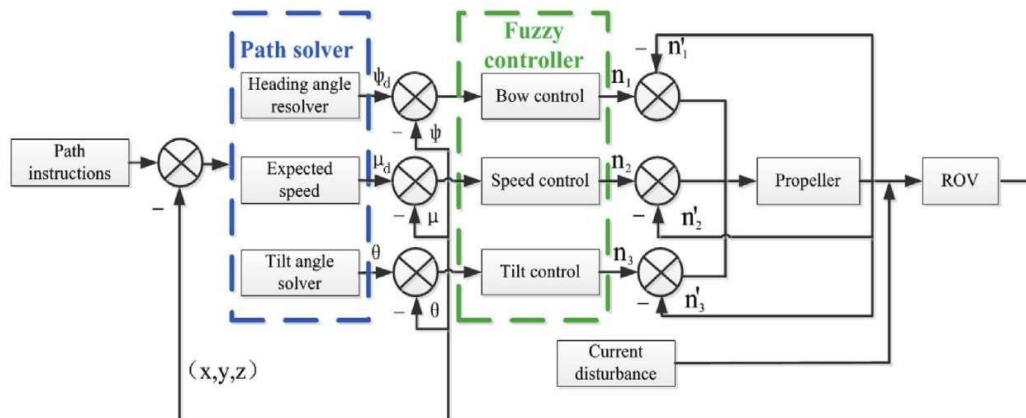 Path solver
Fuzzy
controller
Heading angle
resolver
ψd
−
ψ
Bow control
n1
−
n'1
Path
instructions
−
Expected
speed
μd
−
μ
Speed control
n2
−
n'2
Propeller
ROV
Tilt angle
solver
θ
−
θ
Tilt control
n3
−
n'3
Current
disturbance
(x,y,z)